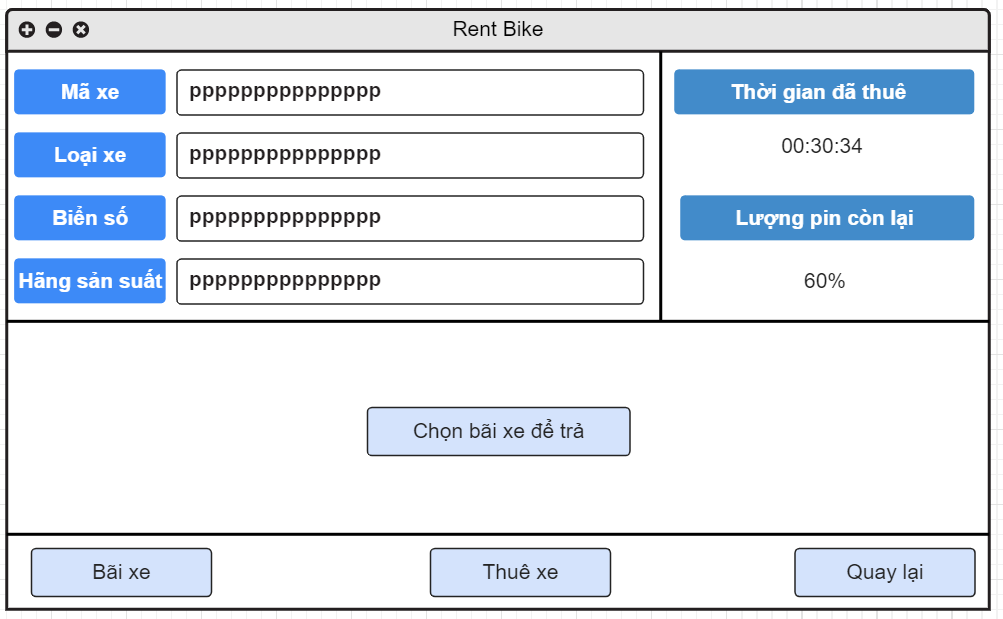 Rent Bike
Mã xe
ppppppppppppppp
Thời gian đã thuê
Loại xe
ppppppppppppppp
00:30:34
Biển số
ppppppppppppppp
Lượng pin còn lại
Hãng sản suất
ppppppppppppppp
60%
Chọn bãi xe để trả
Bãi xe
Thuê xe
Quay lại